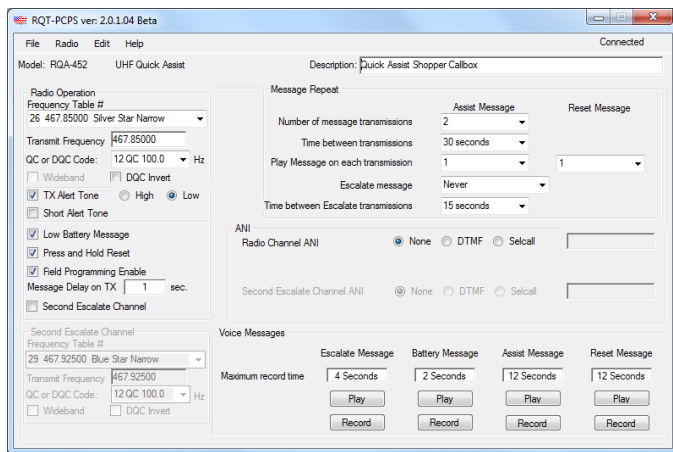 RQT-PCPS ver: 2.0.1.04 Beta
File Radio Edit Help Connected
Model: RQA-452 UHF Quick Assist Description: Quick Assist Shopper Callbox
Radio Operation
Frequency Table #
26 467.85000 Silver Star Narrow
Transmit Frequency 467.85000
QC or DQC Code: 12 QC 100.0 Hz
Wideband DQC Invert
TX Alert Tone High Low
Short Alert Tone
Low Battery Message
Press and Hold Reset
Field Programming Enable
Message Delay on TX 1 sec.
Second Escalate Channel
Second Escalate Channel
Frequency Table #
29 467.92500 Blue Star Narrow
Transmit Frequency 467.92500
QC or DQC Code: 12 QC 100.0 Hz
Wideband DQC Invert
Message Repeat
Assist Message Reset Message
Number of message transmissions 2
Time between transmissions 30 seconds
Play Message on each transmission 1 1
Escalate message Never
Time between Escalate transmissions 15 seconds
ANI
Radio Channel ANI None DTMF Selcall
Second Escalate Channel ANI None DTMF Selcall
Voice Messages
Escalate Message Battery Message Assist Message Reset Message
Maximum record time 4 Seconds 2 Seconds 12 Seconds 12 Seconds
Play Play Play Play
Record Record Record Record